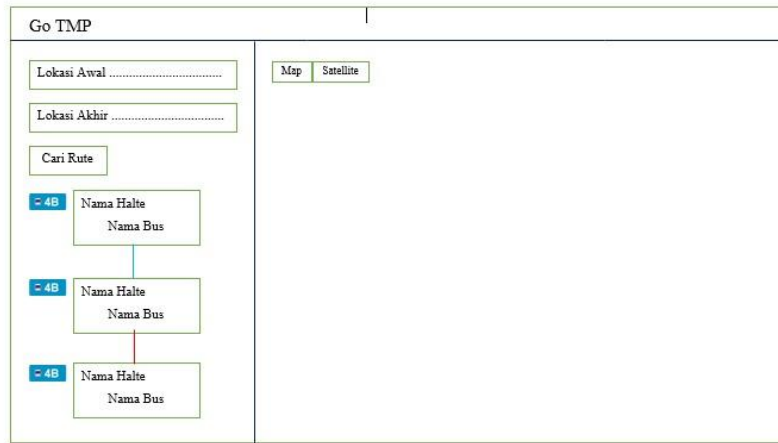 Go TMP
Lokasi Awal ..................................
Map Satellite
Lokasi Akhir ..................................
Cari Rute
4B
Nama Halte
Nama Bus
4B
Nama Halte
Nama Bus
4B
Nama Halte
Nama Bus